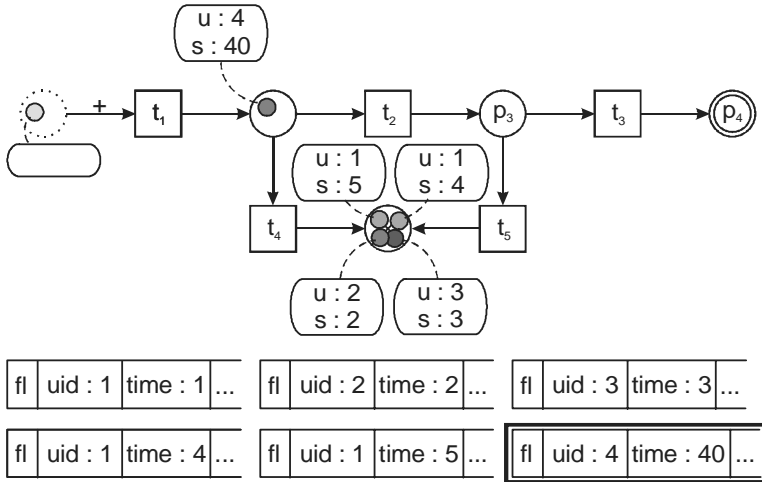 u : 4
s : 40
+
t₁
t₂
p₃
t₃
p₄
u : 1
s : 5
u : 1
s : 4
t₄
t₅
u : 2
s : 2
u : 3
s : 3
fl uid : 1 time : 1 ...
fl uid : 2 time : 2 ...
fl uid : 3 time : 3 ...
fl uid : 1 time : 4 ...
fl uid : 1 time : 5 ...
fl uid : 4 time : 40 ...